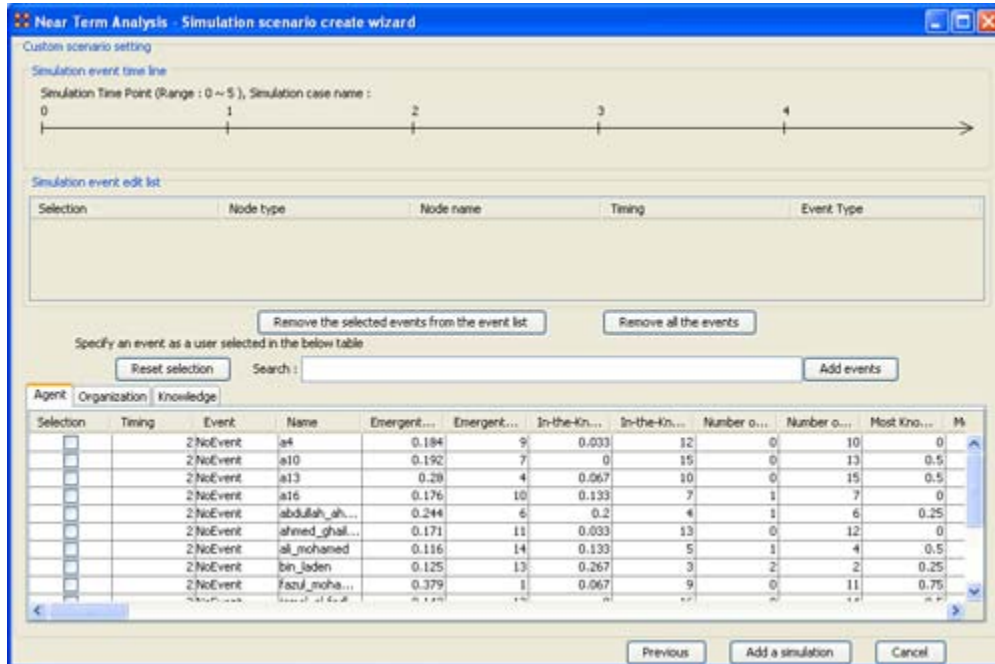 Near Term Analysis - Simulation scenario create wizard
Custom scenario setting
Simulation event time line
Simulation Time Point (Range : 0 ~ 5 ), Simulation case name :
0 1 2 3 4
Simulation event edit list
Selection Node type Node name Timing Event Type
Remove the selected events from the event list Remove all the events
Specify an event as a user selected in the below table
Reset selection Search : Add events
Agent Organization Knowledge
Selection Timing Event Name Emergent... Emergent... In-the-Kn... In-the-Kn... Number o... Number o... Most Kno... M
2 NoEvent a4 0.184 9 0.033 12 0 10 0
2 NoEvent a10 0.192 7 0 15 0 13 0.5
2 NoEvent a13 0.28 4 0.067 10 0 15 0.5
2 NoEvent a16 0.176 10 0.133 7 1 7 0
2 NoEvent abdullah_ah... 0.244 6 0.2 4 1 6 0.25
2 NoEvent ahmed_ghail... 0.171 11 0.033 13 0 12 0
2 NoEvent ali_mohamed 0.116 14 0.133 5 1 4 0.5
2 NoEvent bin_laden 0.125 13 0.267 3 2 2 0.25
2 NoEvent fazul_moha... 0.379 1 0.067 9 0 11 0.75
Previous Add a simulation Cancel